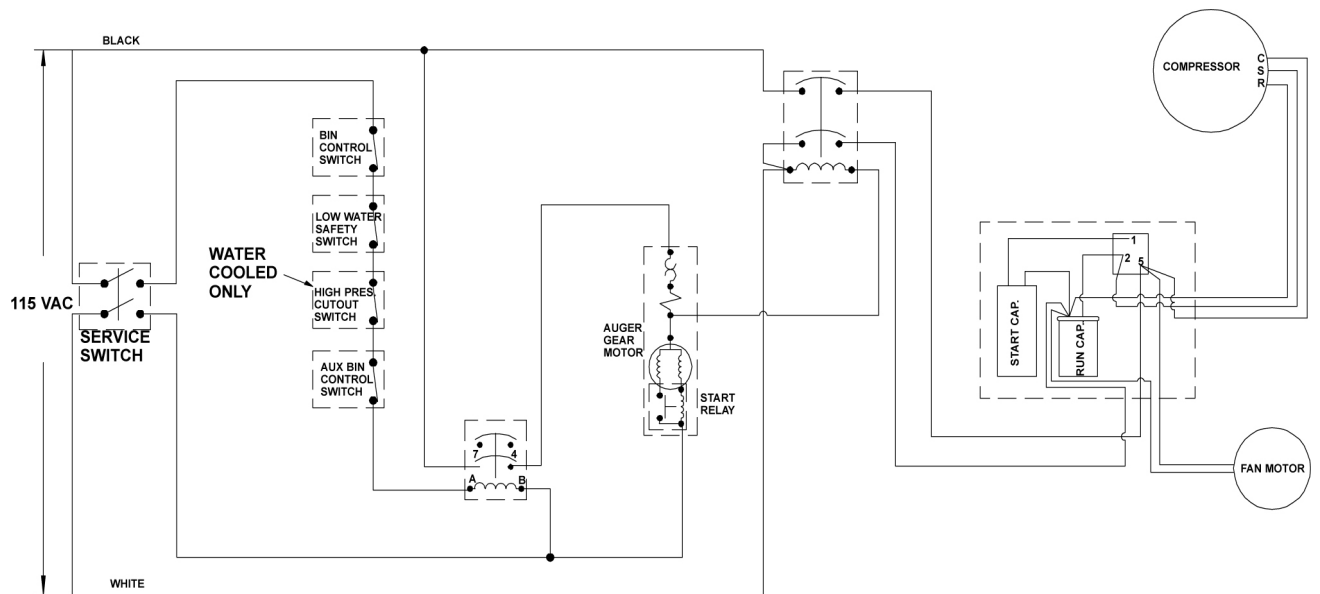 BLACK
COMPRESSOR
C
S
R
BIN
CONTROL
SWITCH
LOW WATER
SAFETY
SWITCH
WATER
COOLED
ONLY
HIGH PRES.
CUTOUT
SWITCH
115 VAC
SERVICE
SWITCH
AUX BIN
CONTROL
SWITCH
AUGER
GEAR
MOTOR
START
RELAY
7 4
A B
1
2 5
START CAP.
RUN CAP.
FAN MOTOR
WHITE